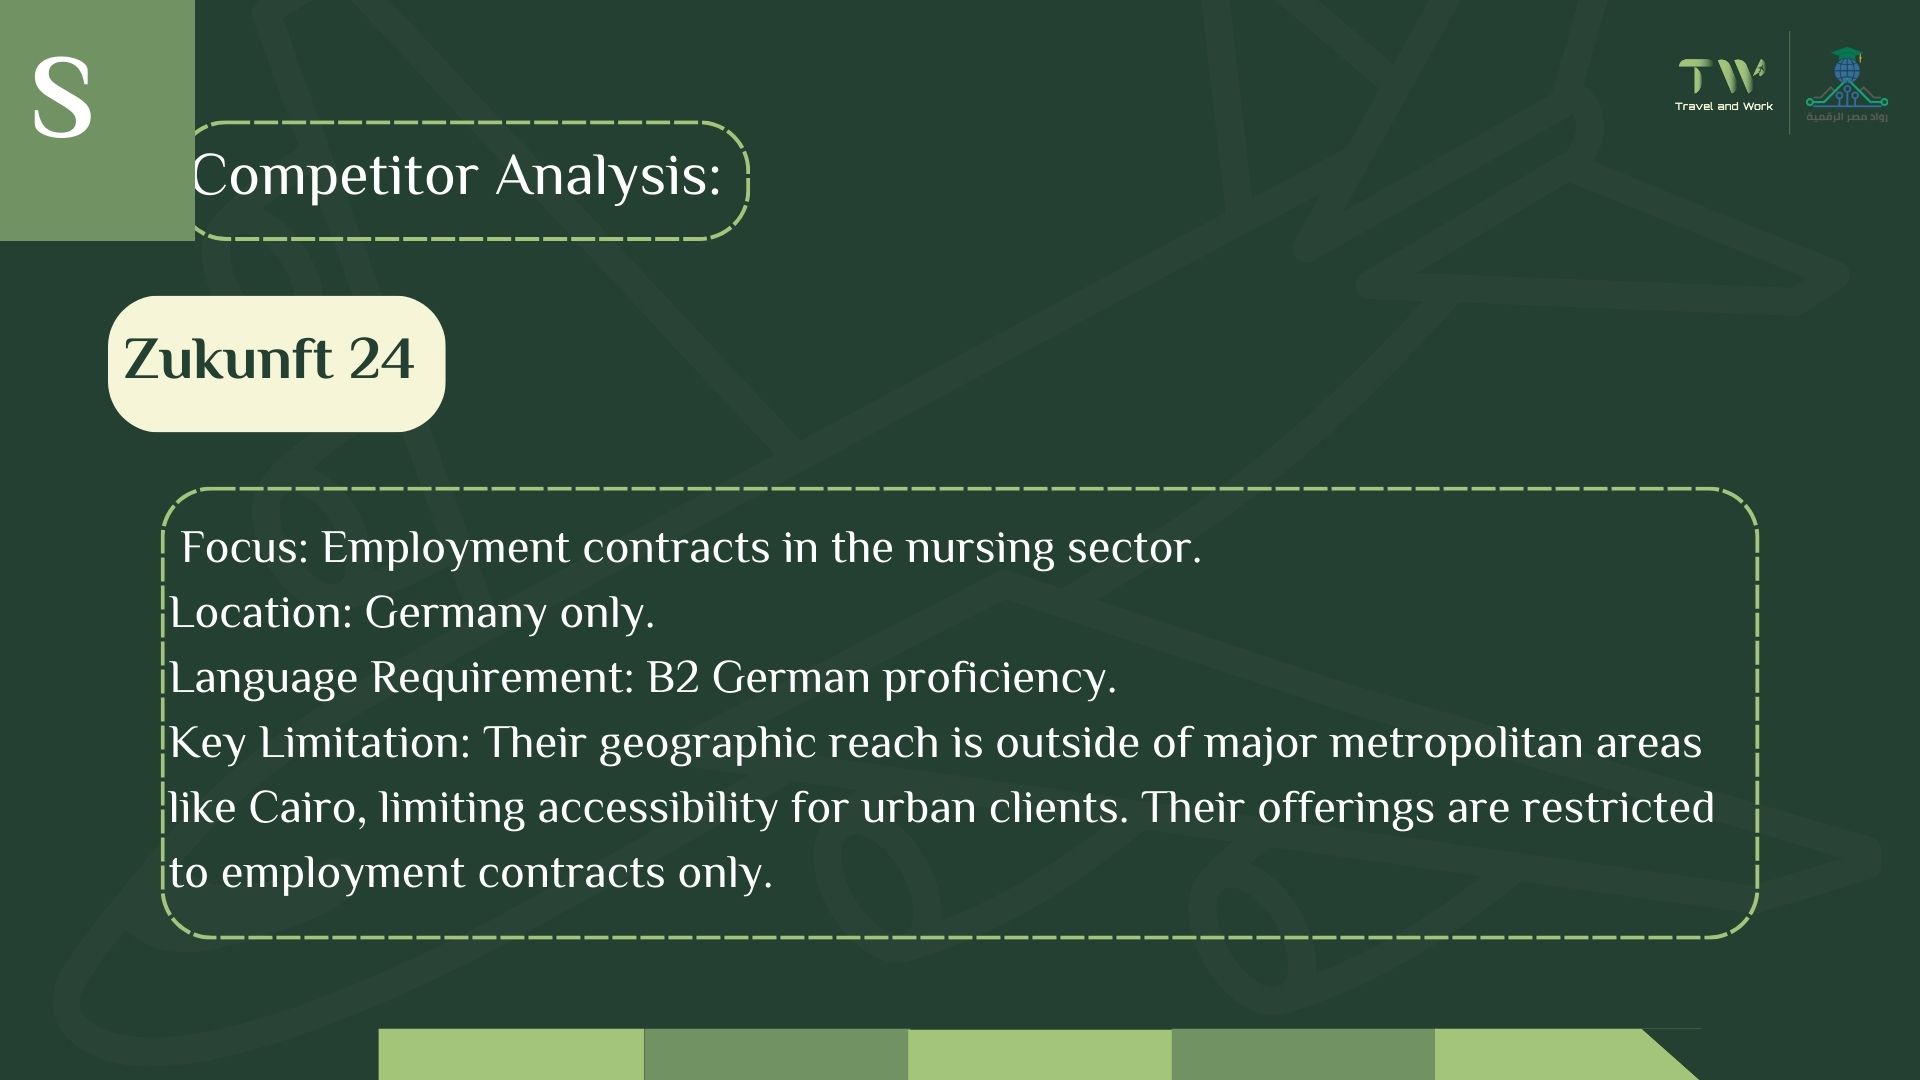 S
TW
Travel and Work
رواد مصر الرقمية
Competitor Analysis:
Zukunft 24
Focus: Employment contracts in the nursing sector.
Location: Germany only.
Language Requirement: B2 German proficiency.
Key Limitation: Their geographic reach is outside of major metropolitan areas
like Cairo, limiting accessibility for urban clients. Their offerings are restricted
to employment contracts only.